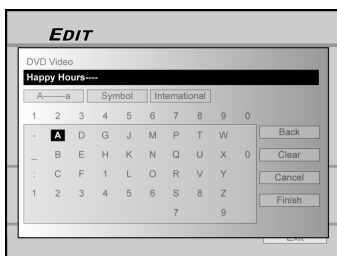 EDIT
DVD Video
Happy Hours----
A-------a Symbol International
1 2 3 4 5 6 7 8 9 0
- A D G J M P T W Back
_ B E H K N Q U X 0 Clear
: C F 1 L O R V Y Cancel
1 2 3 4 5 6 S 8 Z Finish
7 9